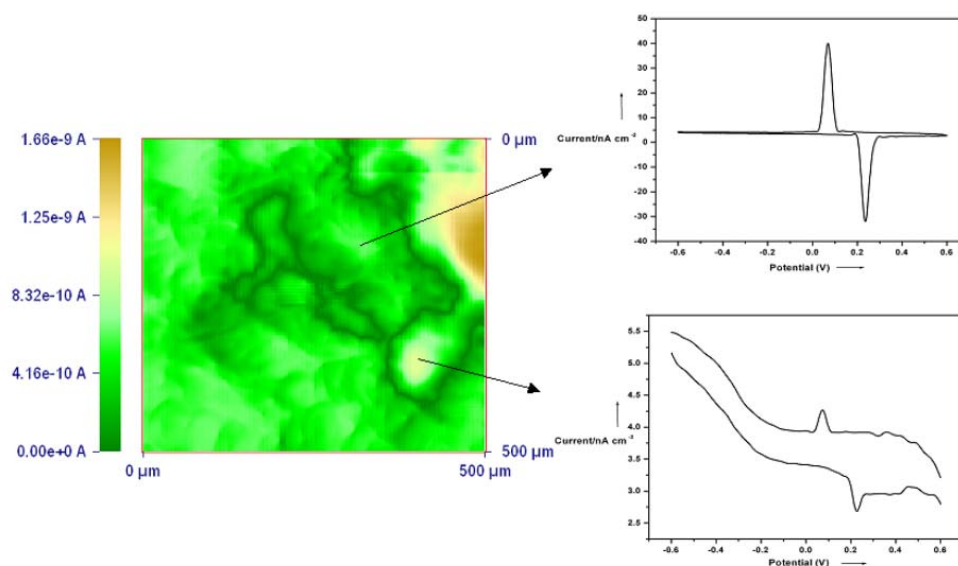 1.66e-9 A
1.25e-9 A
8.32e-10 A
4.16e-10 A
0.00e+0 A
0 µm
500 µm
0 µm
500 µm
50
40
30
20
10
0
-10
-20
-30
-40
Current/nA cm⁻²
-0.6 -0.4 -0.2 0.0 0.2 0.4 0.6
Potential (V)
5.5
5.0
4.5
4.0
3.5
3.0
2.5
Current/nA cm⁻²
-0.6 -0.4 -0.2 0.0 0.2 0.4 0.6
Potential (V)